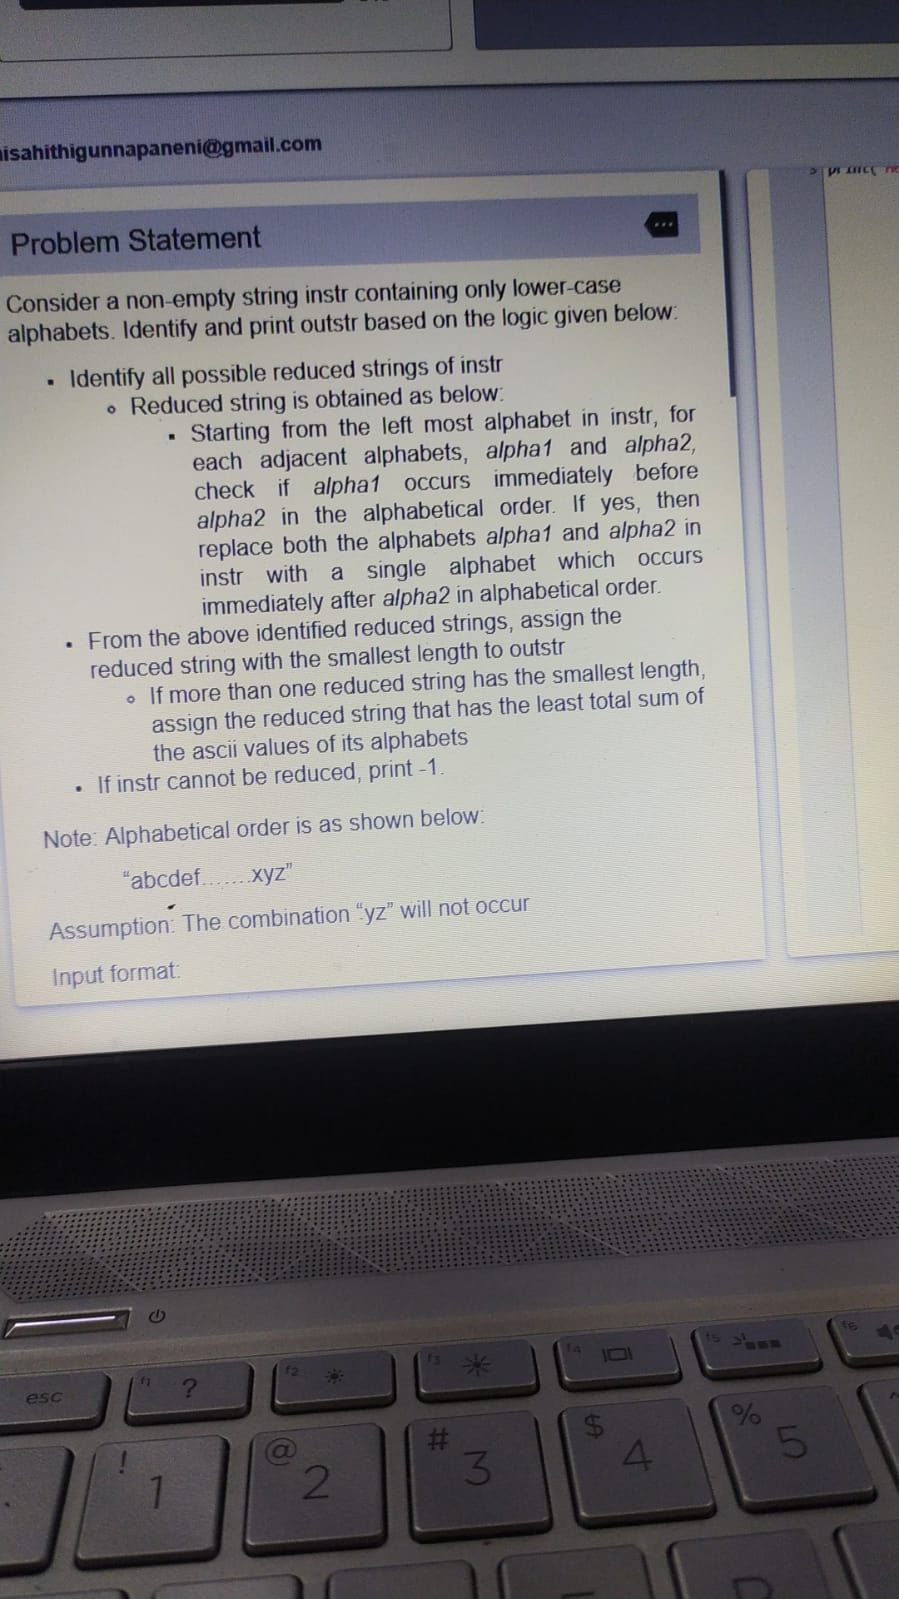 isahithigunnapaneni@gmail.com
Problem Statement
Consider a non-empty string instr containing only lower-case
alphabets. Identify and print outstr based on the logic given below:
▪ Identify all possible reduced strings of instr
o Reduced string is obtained as below:
▪ Starting from the left most alphabet in instr, for
each adjacent alphabets, alpha1 and alpha2,
check if alpha1 occurs immediately before
alpha2 in the alphabetical order. If yes, then
replace both the alphabets alpha1 and alpha2 in
instr with a single alphabet which occurs
immediately after alpha2 in alphabetical order.
• From the above identified reduced strings, assign the
reduced string with the smallest length to outstr
o If more than one reduced string has the smallest length,
assign the reduced string that has the least total sum of
the ascii values of its alphabets
• If instr cannot be reduced, print -1.
Note: Alphabetical order is as shown below:
“abcdef.......xyz”
Assumption: The combination “yz” will not occur
Input format:
esc
f1 ?
f2
f3
f4
f5
f6
! 1
@ 2
# 3
$ 4
% 5